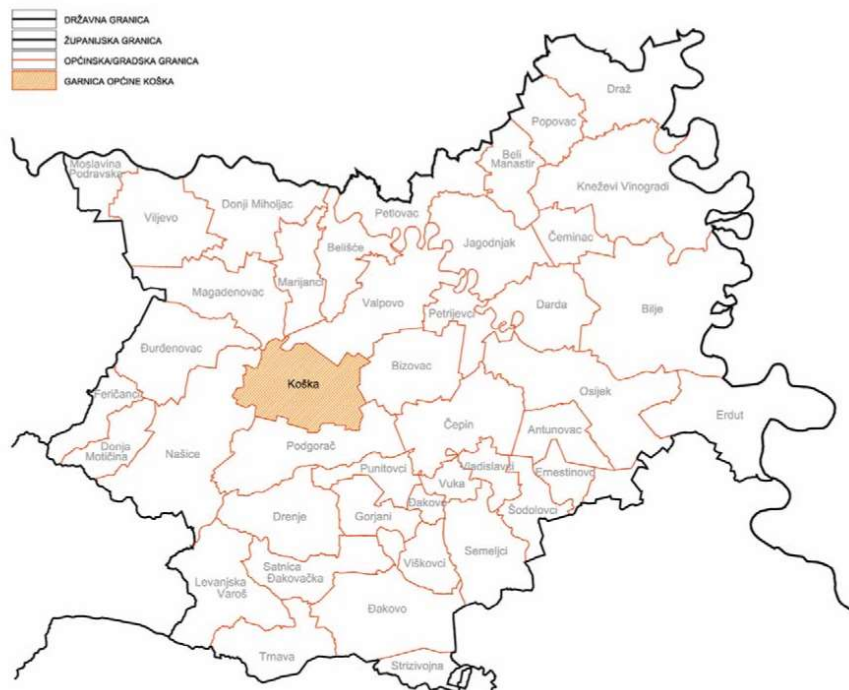 DRŽAVNA GRANICA
ŽUPANIJSKA GRANICA
OPĆINSKA/GRADSKA GRANICA
GARNICA OPĆINE KOŠKA
Draž
Popovac
Beli
Manastir
Moslavina
Podravska
Kneževi Vinogradi
Donji Miholjac
Viljevo
Petlovac
Jagodnjak
Čeminac
Belišće
Marijanci
Magadenovac
Valpovo
Petrijevci
Darda
Bilje
Đurđenovac
Bizovac
Koška
Feričanci
Osijek
Erdut
Donja
Motičina
Našice
Podgorač
Čepin
Antunovac
Punitovci
Vladislavci
Ernestinovo
Vuka
Đakovo
Šodolovci
Drenje
Gorjani
Semeljci
Viškovci
Satnica
Đakovačka
Levanjska
Varoš
Đakovo
Trnava
Strizivojna